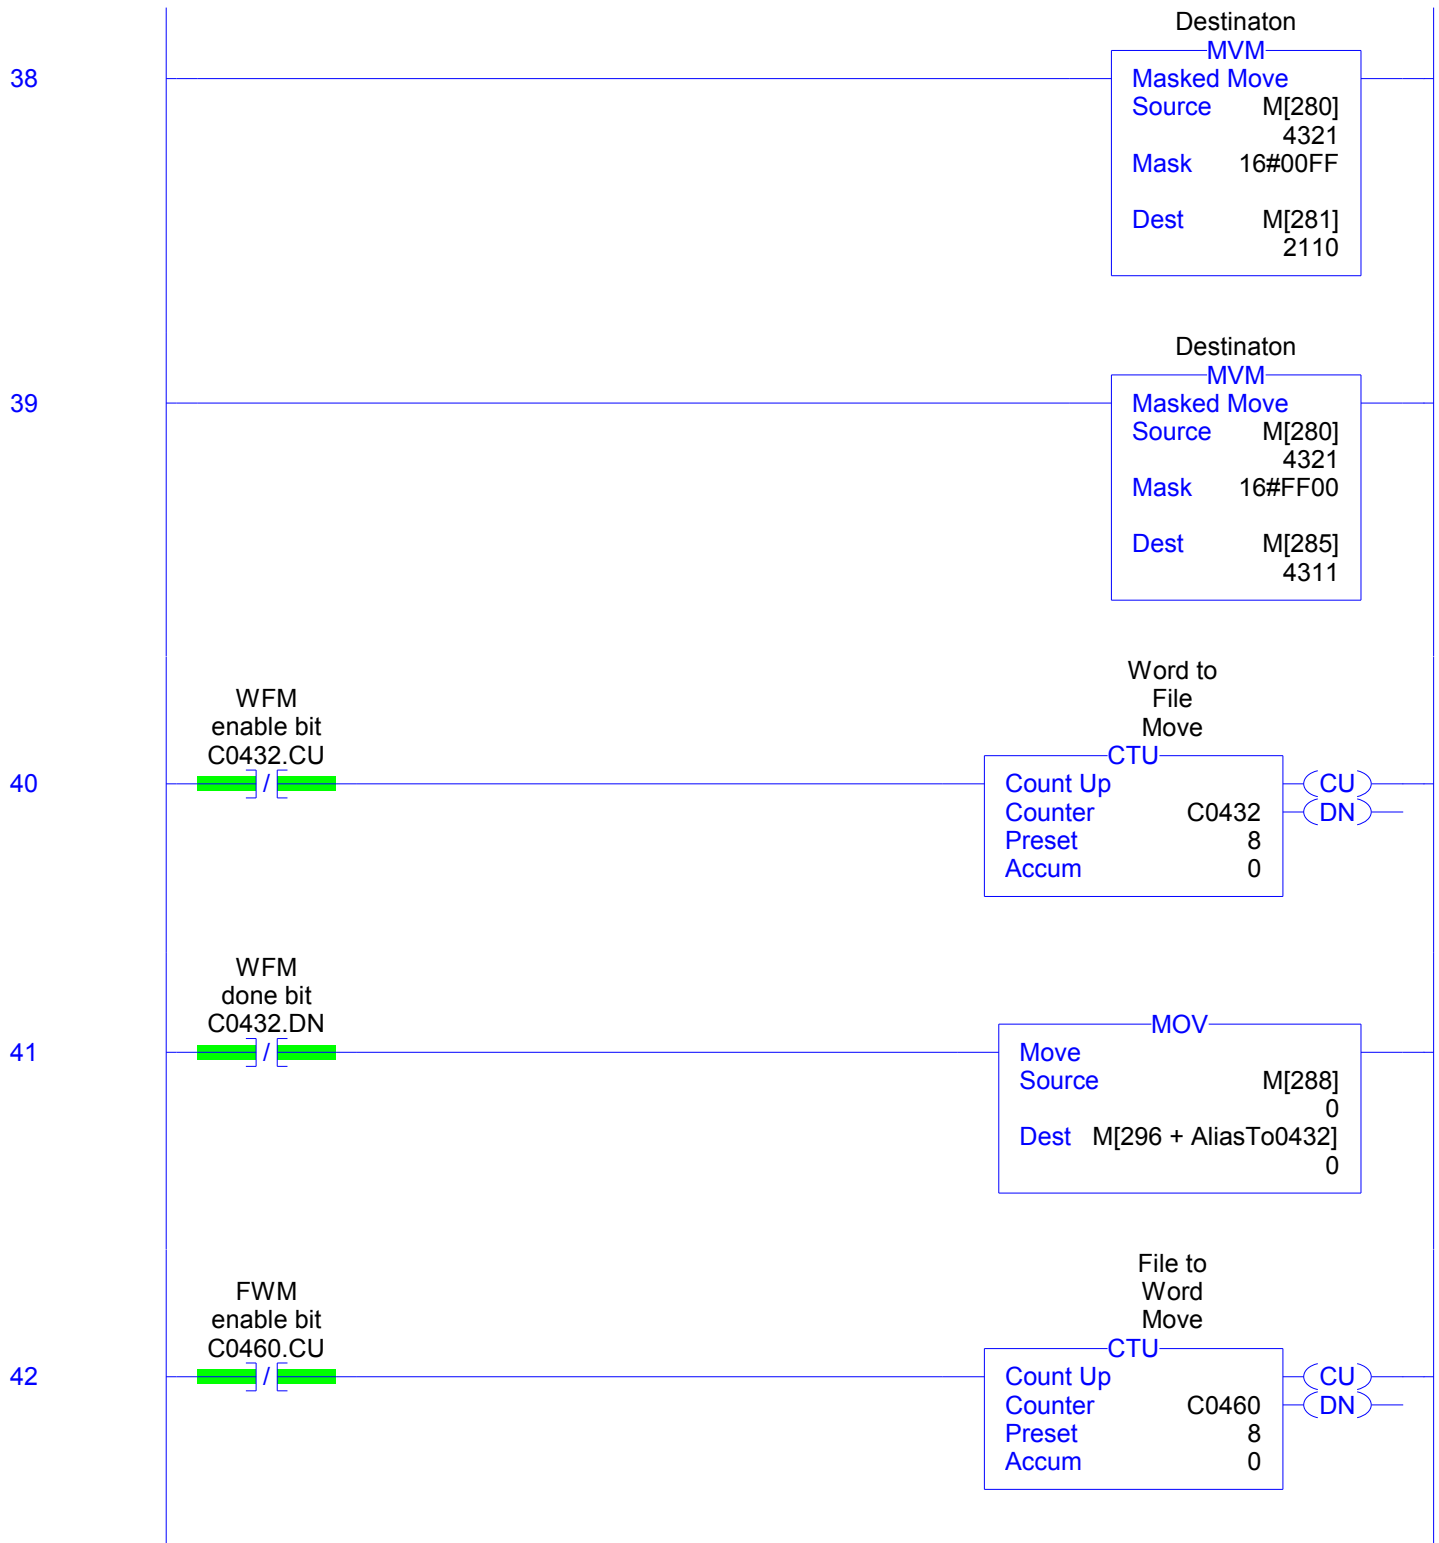 Destinaton
MVM
38
Masked Move
Source M[280]
4321
Mask 16#00FF
Dest M[281]
2110
Destinaton
MVM
39
Masked Move
Source M[280]
4321
Mask 16#FF00
Dest M[285]
4311
WFM
enable bit
C0432.CU
Word to
File
Move
CTU
40
/
Count Up
CU
Counter C0432
DN
Preset 8
Accum 0
WFM
done bit
C0432.DN
MOV
41
/
Move
Source M[288]
0
Dest M[296 + AliasTo0432]
0
FWM
enable bit
C0460.CU
File to
Word
Move
CTU
42
/
Count Up
CU
Counter C0460
DN
Preset 8
Accum 0